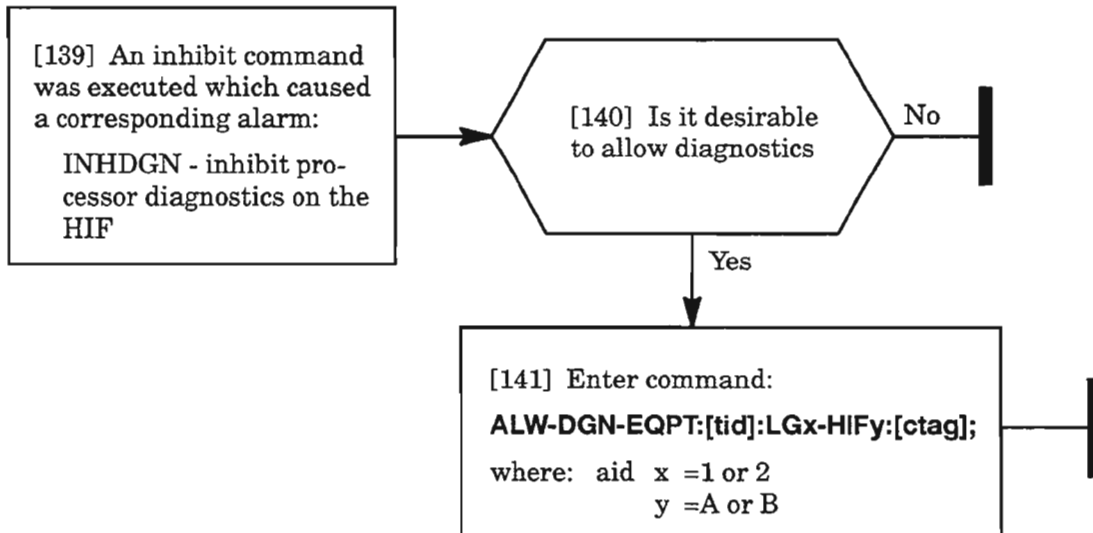 [139] An inhibit command
was executed which caused
a corresponding alarm:
INHDGN - inhibit pro-
cessor diagnostics on the
HIF
[140] Is it desirable
to allow diagnostics
No
Yes
[141] Enter command:
ALW-DGN-EQPT:[tid]:LGx-HIFy:[ctag];
where: aid x =1 or 2
y =A or B